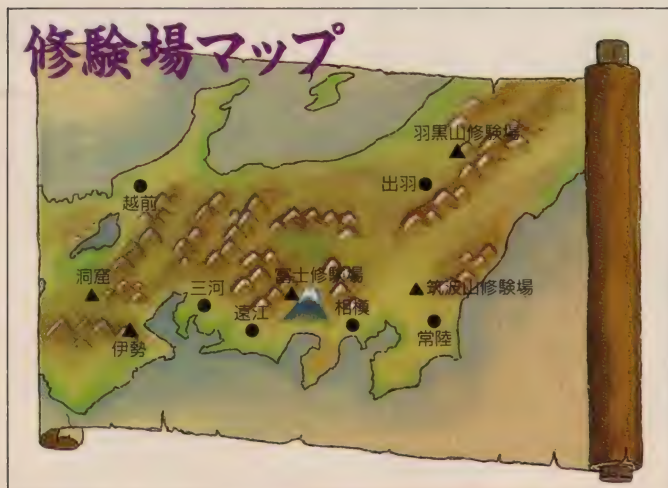 修験場マップ
羽黒山修験場
出羽
越前
洞窟
三河
富士修験場
筑波山修験場
遠江
相模
常陸
伊勢